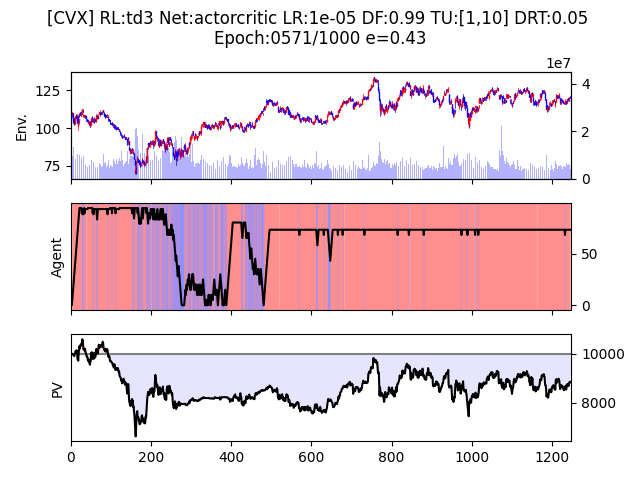 [CVX] RL:td3 Net:actorcritic LR:1e-05 DF:0.99 TU:[1,10] DRT:0.05
Epoch:0571/1000 e=0.43
1e7
125
100
75
Env.
4
2
0
Agent
50
0
PV
10000
8000
0 200 400 600 800 1000 1200